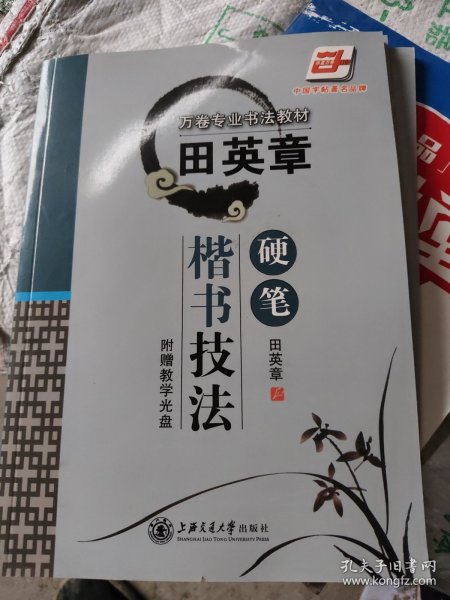 中国字帖著名品牌
万卷专业书法教材
田英章
硬笔
楷书技法
田英章
附赠教学光盘
上海交通大学出版社
SHANGHAI JIAO TONG UNIVERSITY PRESS
品
孔夫子旧书网
www.kongfz.com